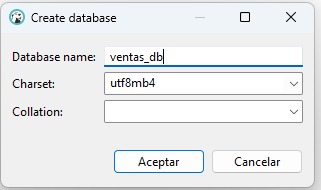 Create database
Database name: ventas_db
Charset: utf8mb4
Collation:
Aceptar Cancelar